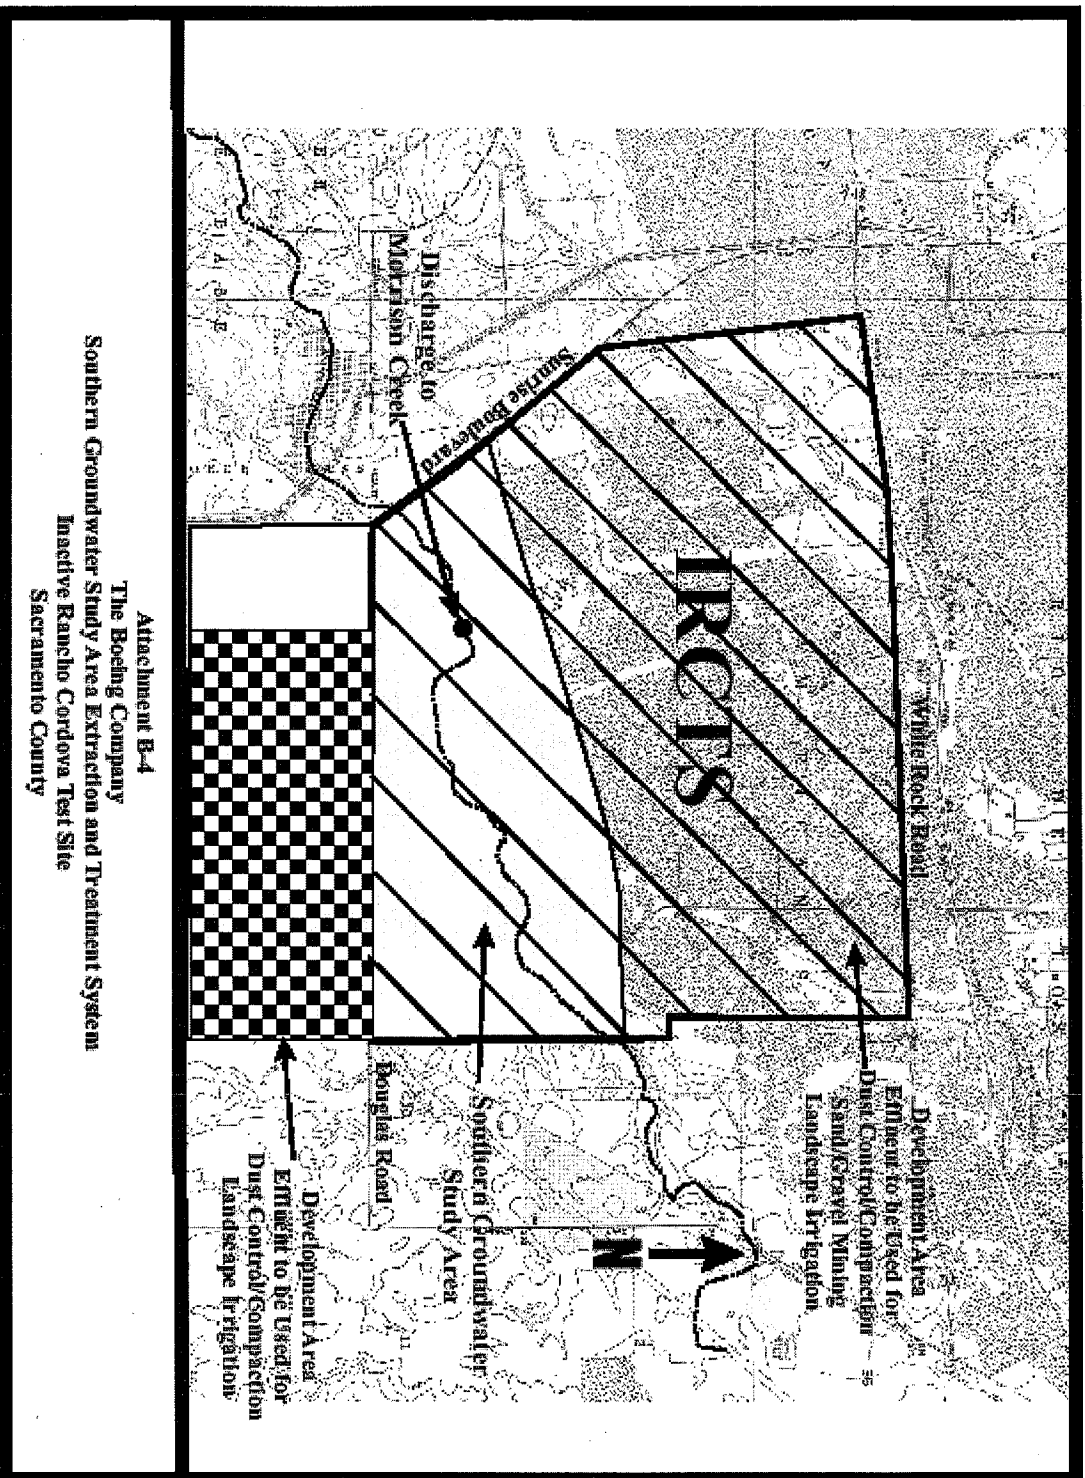 White Rock Road
Development Area
Effluent to be Used for
Dust Control/Compaction
Sand/Gravel Mining
Landscape Irrigation
IRCTS
Sunrise Boulevard
Discharge to
Morrison Creek
N
Southern Groundwater
Study Area
Douglas Road
Development Area
Effluent to be Used for
Dust Control/Compaction
Landscape Irrigation
Attachment B-4
The Boeing Company
Southern Groundwater Study Area Extraction and Treatment System
Inactive Rancho Cordova Test Site
Sacramento County